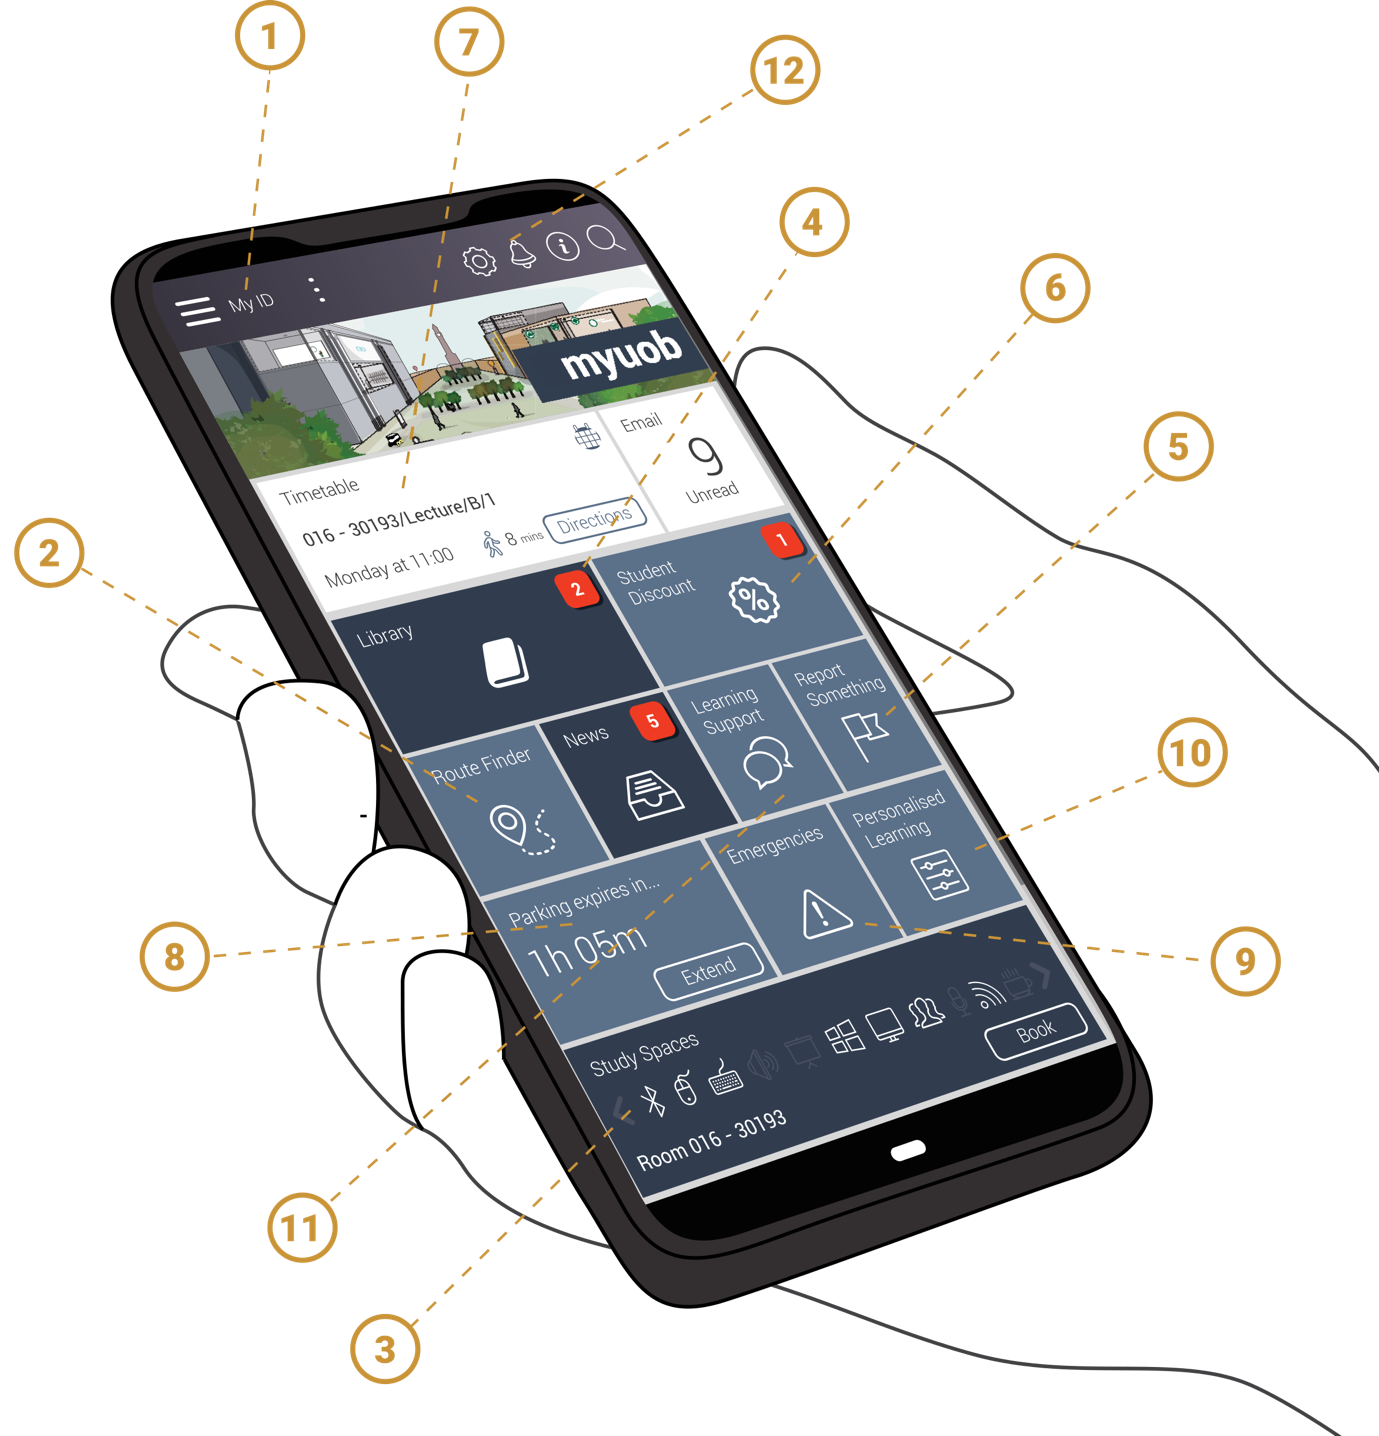 1
7
12
4
6
5
2
10
8
9
11
3
My ID
myuob
Timetable
016 - 30193/Lecture/B/1
Monday at 11:00
8 mins
Directions
Email
9
Unread
Library
2
Student
Discount
%
1
Route Finder
News
5
Learning
Support
Report
Something
Parking expires in...
1h 05m
Extend
Emergencies
Personalised
Learning
Study Spaces
Room 016 - 30193
Book